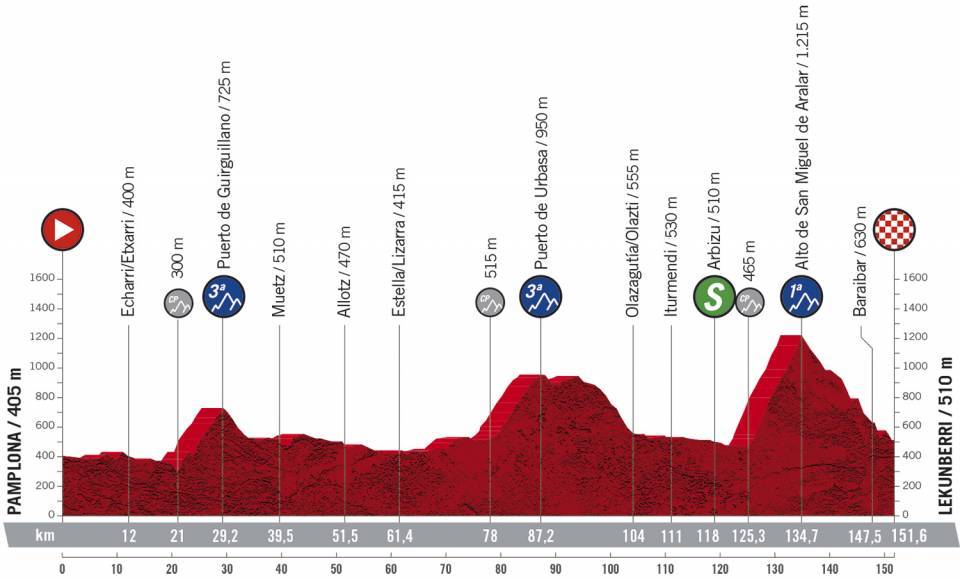 PAMPLONA / 405 m
Echarri/Etxarri / 400 m
300 m
CP
Puerto de Guirguillano / 725 m
3ª
Muetz / 510 m
Allotz / 470 m
Estella/Lizarra / 415 m
515 m
CP
Puerto de Urbasa / 950 m
3ª
Olazagutía/Olazti / 555 m
Iturmendi / 530 m
Arbizu / 510 m
S
465 m
CP
Alto de San Miguel de Aralar / 1.215 m
1ª
Baraibar / 630 m
LEKUNBERRI / 510 m
1600 1600
1400 1400
1200 1200
1000 1000
800 800
600 600
400 400
200 200
0 0
km 12 21 29,2 39,5 51,5 61,4 78 87,2 104 111 118 125,3 134,7 147,5 151,6
0 10 20 30 40 50 60 70 80 90 100 110 120 130 140 150